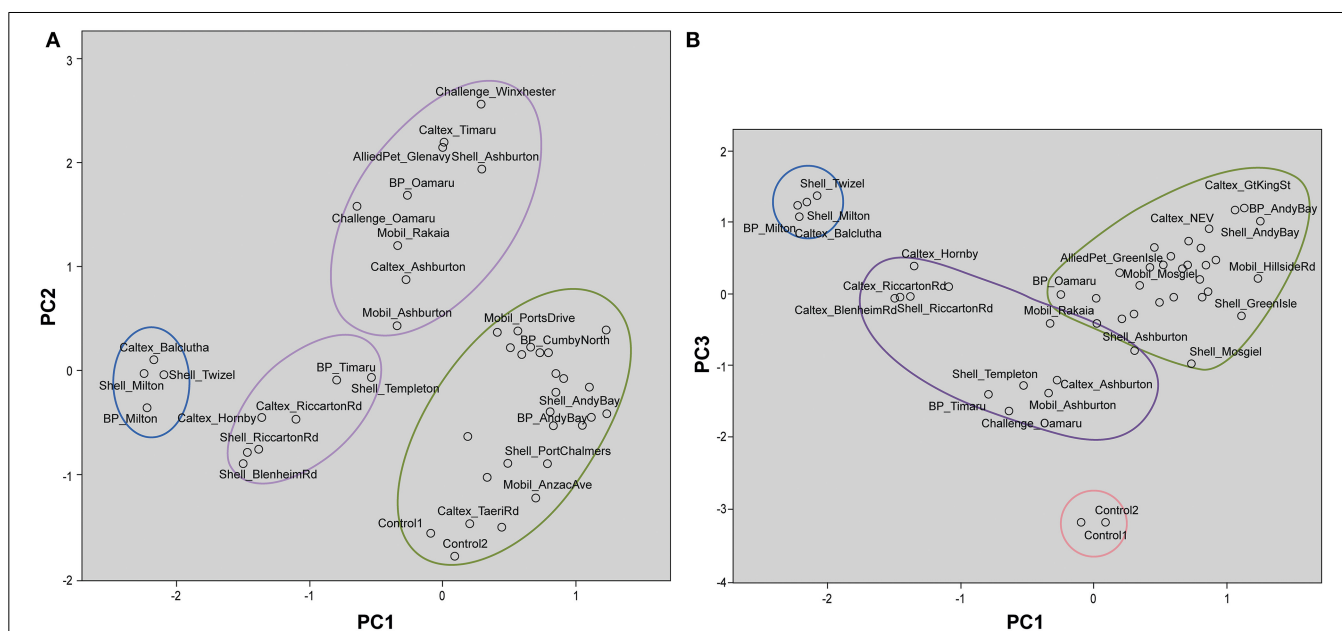 A
3
2
1
0
-1
-2
PC2
Challenge_Winxhester
Caltex_Timaru
AlliedPet_Glenavy
Shell_Ashburton
BP_Oamaru
Challenge_Oamaru
Mobil_Rakaia
Caltex_Ashburton
Mobil_Ashburton
Mobil_PortsDrive
BP_CumbyNorth
Caltex_Balclutha
Shell_Twizel
Shell_Milton
BP_Milton
BP_Timaru
Shell_Templeton
Caltex_RiccartonRd
Caltex_Hornby
Shell_RiccartonRd
Shell_BlenheimRd
Shell_AndyBay
BP_AndyBay
Shell_PortChalmers
Mobil_AnzacAve
Caltex_TaeriRd
Control1
Control2
-2
-1
0
1
PC1
B
2
1
0
-1
-2
-3
-4
PC3
Shell_Twizel
Shell_Milton
BP_Milton
Caltex_Balclutha
Caltex_GtKingSt
BP_AndyBay
Caltex_NEV
Shell_AndyBay
Caltex_Hornby
AlliedPet_GreenIsle
Mobil_Mosgiel
Mobil_HillsideRd
BP_Oamaru
Caltex_RiccartonRd
Caltex_BlenheimRd
Shell_RiccartonRd
Mobil_Rakaia
Shell_GreenIsle
Shell_Ashburton
Shell_Mosgiel
Shell_Templeton
Caltex_Ashburton
BP_Timaru
Mobil_Ashburton
Challenge_Oamaru
Control2
Control1
-2
-1
0
1
PC1